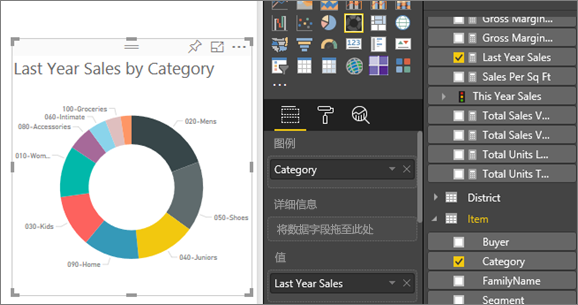 Last Year Sales by Category
100-Groceries
060-Intimate
080-Accessories
010-Wom...
030-Kids
090-Home
040-Juniors
050-Shoes
020-Mens
图例
Category
详细信息
将数据字段拖至此处
值
Last Year Sales
Gross Margin...
Gross Margin...
Last Year Sales
Sales Per Sq Ft
This Year Sales
Total Sales V...
Total Sales V...
Total Units L...
Total Units T...
District
Item
Buyer
Category
FamilyName
Segment